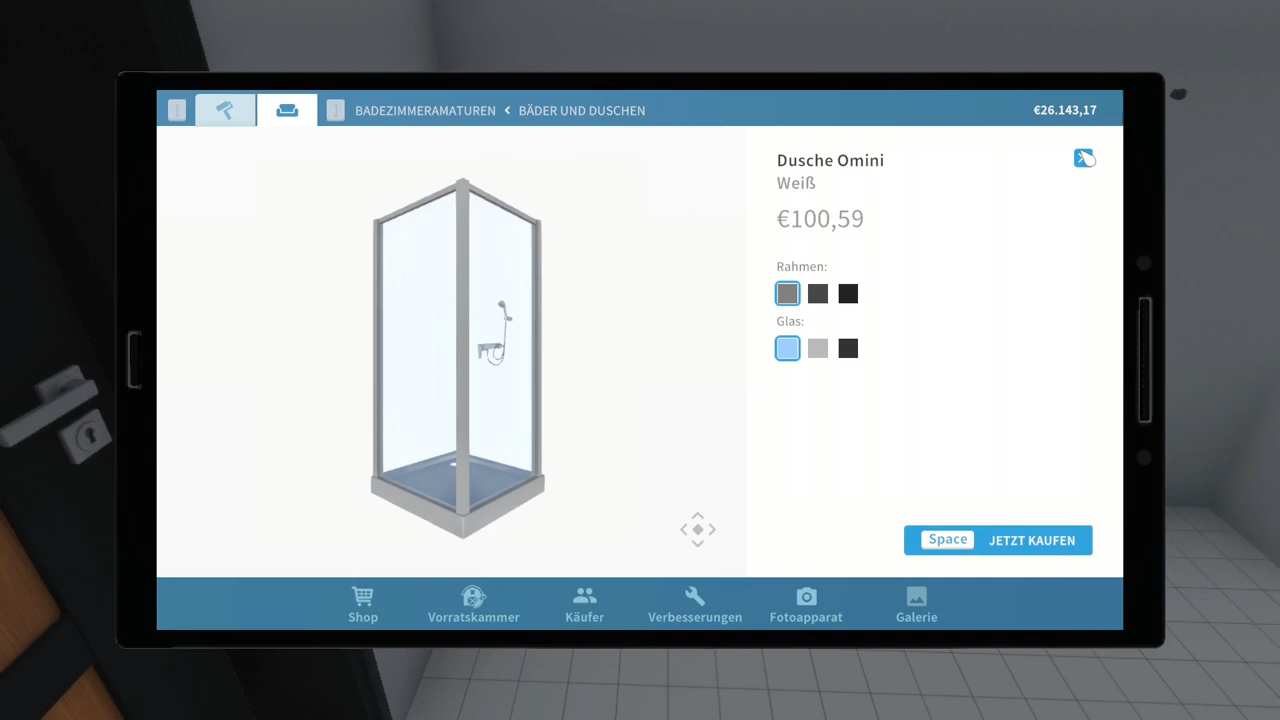 BADEZIMMERAMATUREN < BÄDER UND DUSCHEN
€26.143,17
Dusche Omini
Weiß
€100,59
Rahmen:
Glas:
Space JETZT KAUFEN
Shop
Vorratskammer
Käufer
Verbesserungen
Fotoapparat
Galerie